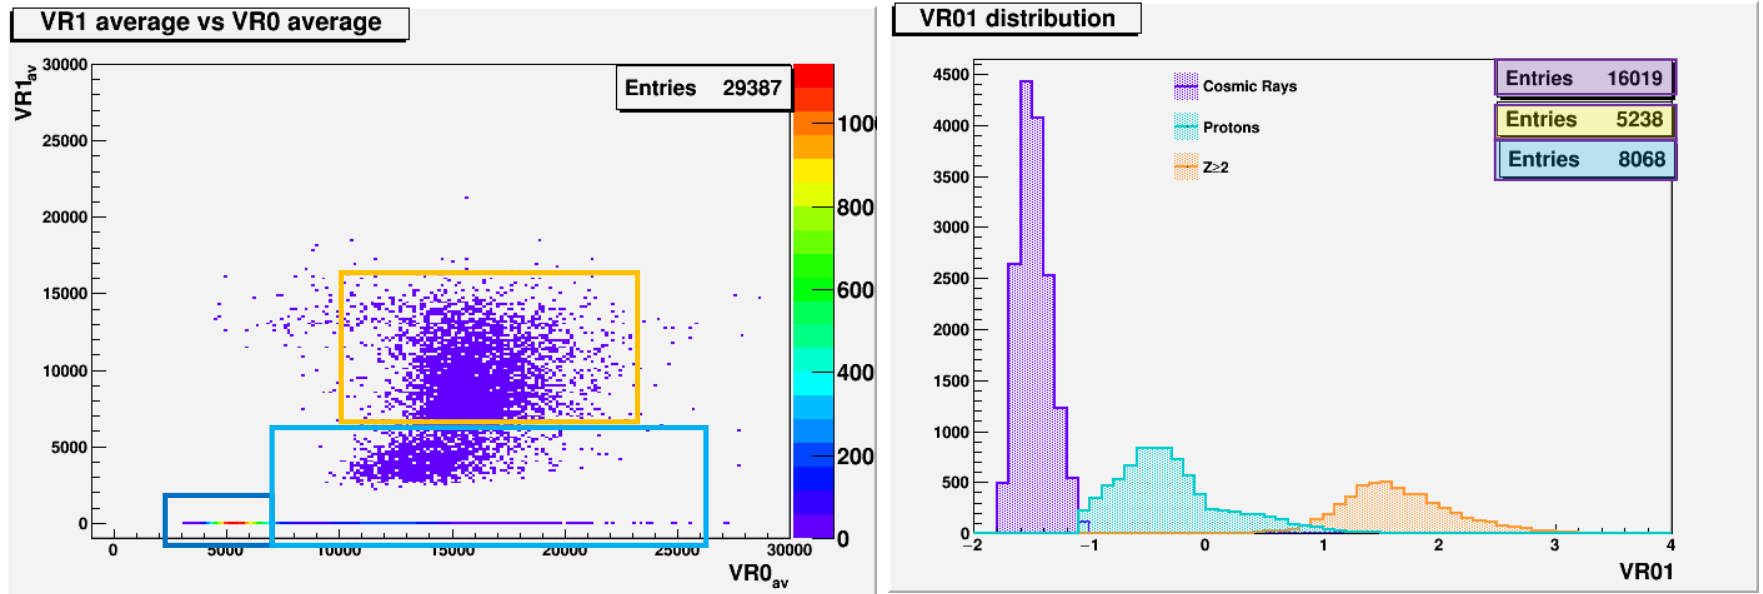 VR1 average vs VR0 average
VR1av
30000
25000
20000
15000
10000
5000
0
Entries 29387
100
800
600
400
200
0
0 5000 10000 15000 20000 25000 30000
VR0av
VR01 distribution
4500
4000
3500
3000
2500
2000
1500
1000
500
0
Cosmic Rays
Protons
Z≥2
Entries 16019
Entries 5238
Entries 8068
−2 −1 0 1 2 3 4
VR01